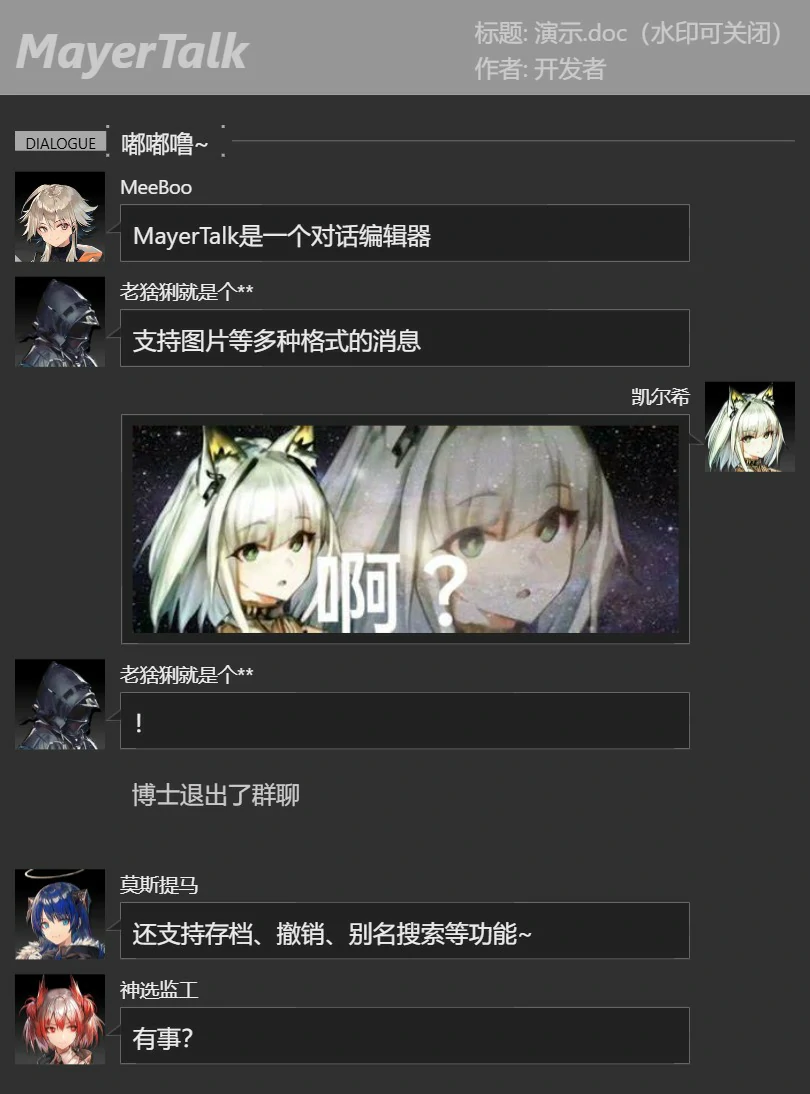 MayerTalk
标题: 演示.doc（水印可关闭）
作者: 开发者
DIALOGUE
嘟嘟噜~
MeeBoo
MayerTalk是一个对话编辑器
老猞猁就是个**
支持图片等多种格式的消息
凯尔希
啊？
老猞猁就是个**
!
博士退出了群聊
莫斯提马
还支持存档、撤销、别名搜索等功能~
神选监工
有事?